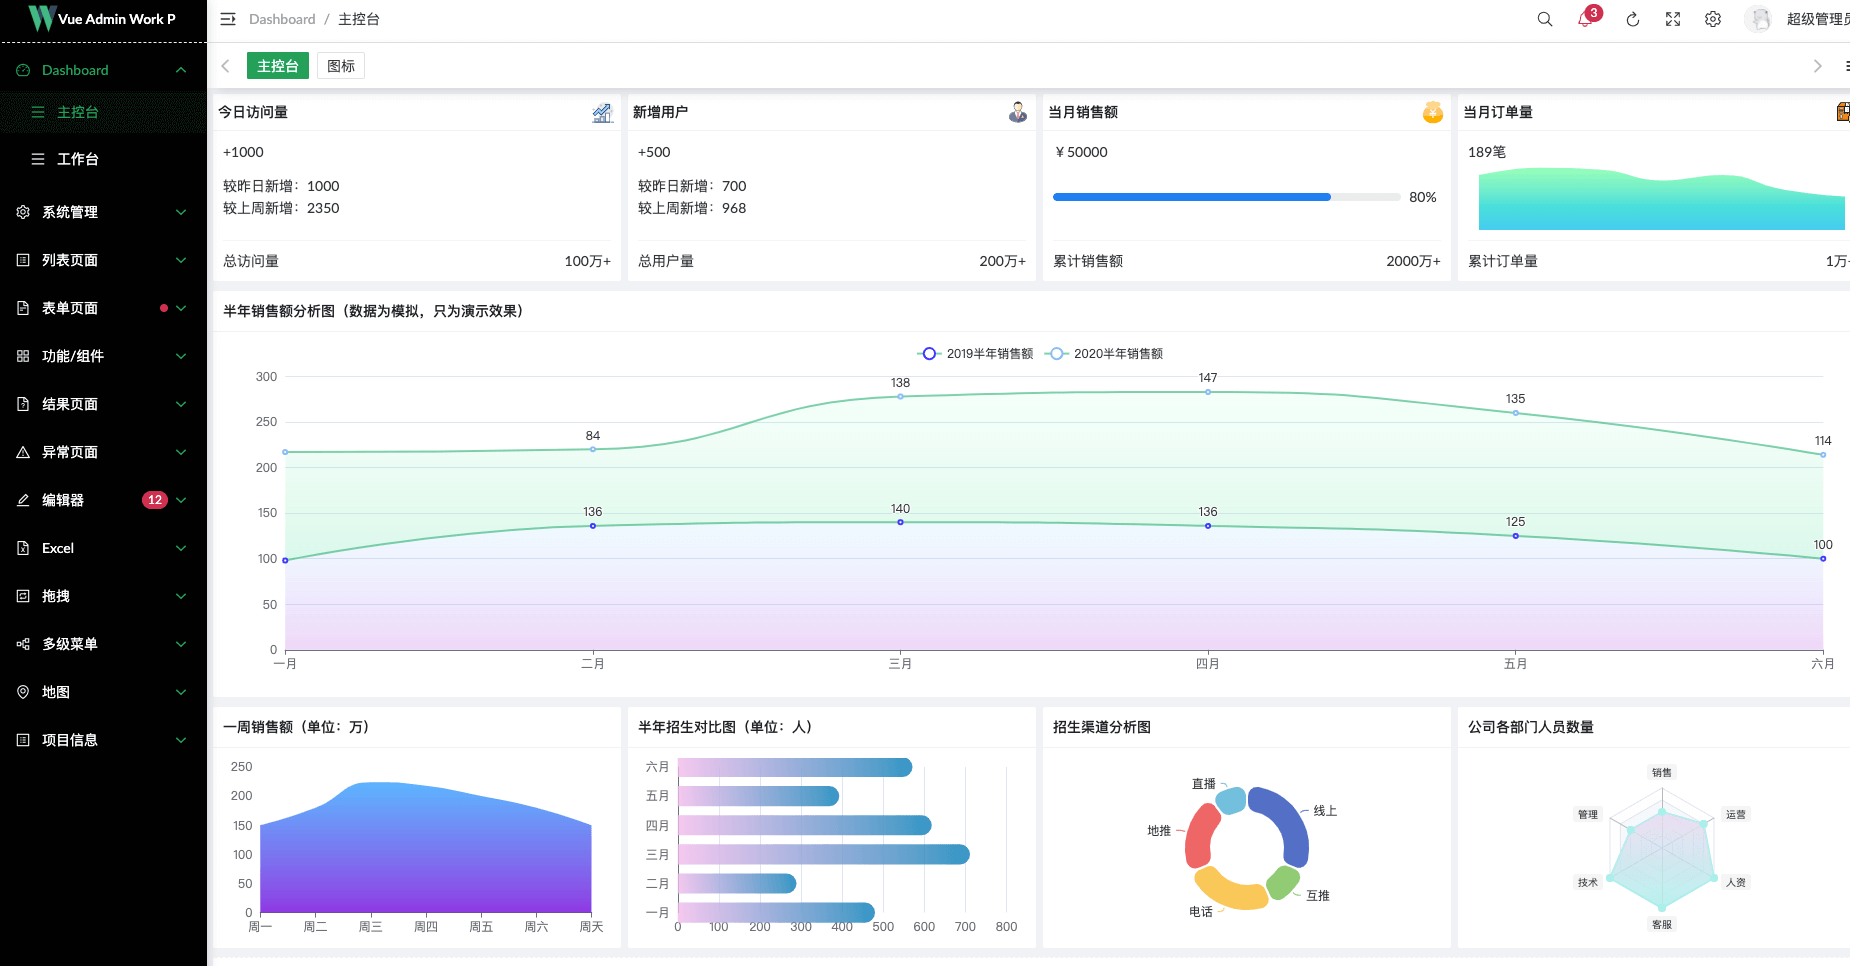 Vue Admin Work P
Dashboard
主控台
工作台
系统管理
列表页面
表单页面
功能/组件
结果页面
异常页面
编辑器 12
Excel
拖拽
多级菜单
地图
项目信息
Dashboard / 主控台
3
超级管理员
主控台 图标
今日访问量
+1000
较昨日新增：1000
较上周新增：2350
总访问量 100万+
新增用户
+500
较昨日新增：700
较上周新增：968
总用户量 200万+
当月销售额
￥50000
80%
累计销售额 2000万+
当月订单量
189笔
累计订单量 1万+
半年销售额分析图（数据为模拟，只为演示效果）
2019半年销售额 2020半年销售额
300
250
200
150
100
50
0
84 138 147 135 114
136 140 136 125 100
一月 二月 三月 四月 五月 六月
一周销售额（单位：万）
250
200
150
100
50
0
周一 周二 周三 周四 周五 周六 周天
半年招生对比图（单位：人）
六月
五月
四月
三月
二月
一月
0 100 200 300 400 500 600 700 800
招生渠道分析图
直播
线上
地推
互推
电话
公司各部门人员数量
销售
管理
运营
技术
人资
客服